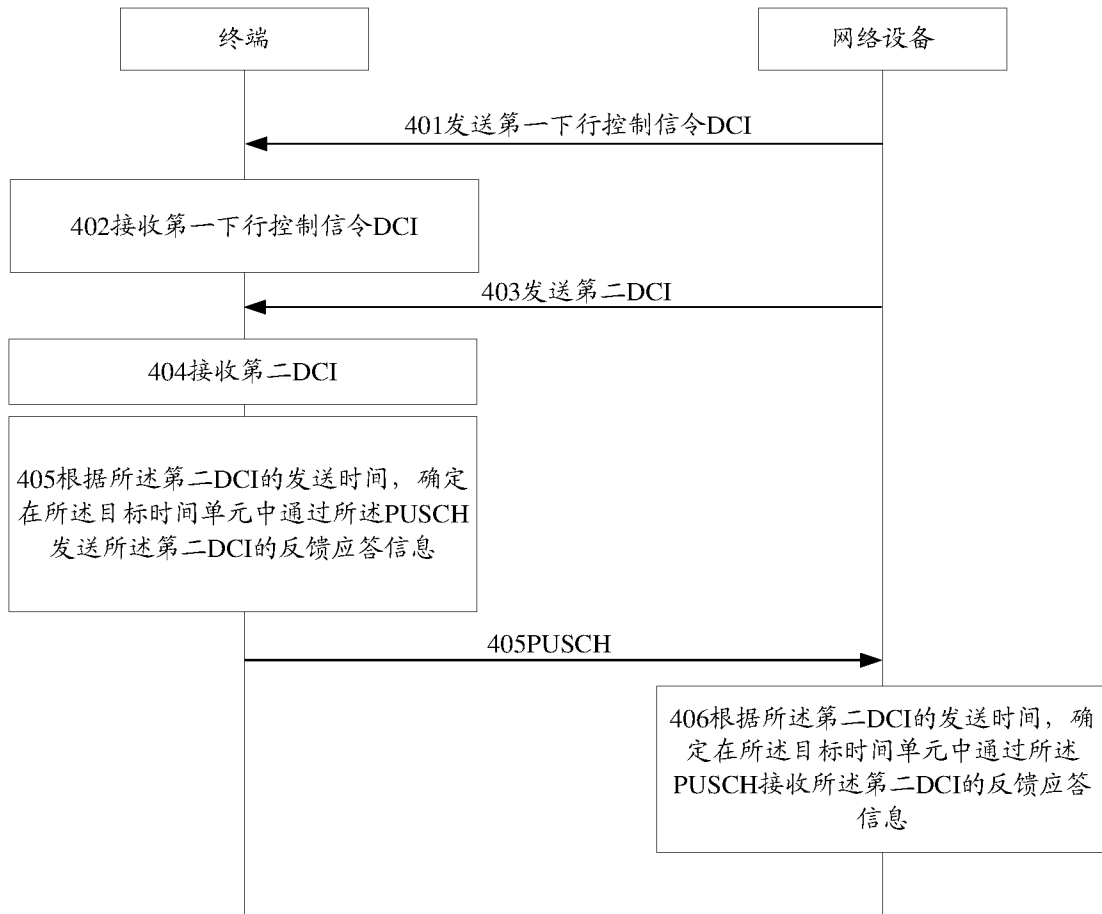 终端
网络设备
401发送第一下行控制信令DCI
402接收第一下行控制信令DCI
403发送第二DCI
404接收第二DCI
405根据所述第二DCI的发送时间，确定
在所述目标时间单元中通过所述PUSCH
发送所述第二DCI的反馈应答信息
405PUSCH
406根据所述第二DCI的发送时间，确
定在所述目标时间单元中通过所述
PUSCH接收所述第二DCI的反馈应答
信息